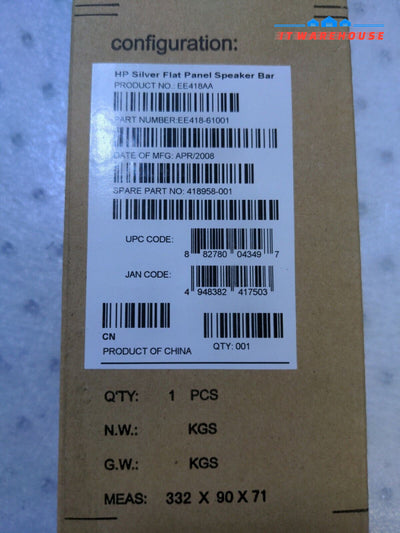 IT WAREHOUSE
configuration:
HP Silver Flat Panel Speaker Bar
PRODUCT NO.: EE418AA
PART NUMBER:EE418-61001
DATE OF MFG: APR/2008
SPARE PART NO: 418958-001
UPC CODE:
8 82780 04349 7
JAN CODE:
4 948382 417503
CN
PRODUCT OF CHINA
QTY: 001
Q'TY: 1 PCS
N.W.: KGS
G.W.: KGS
MEAS: 332 X 90 X 71